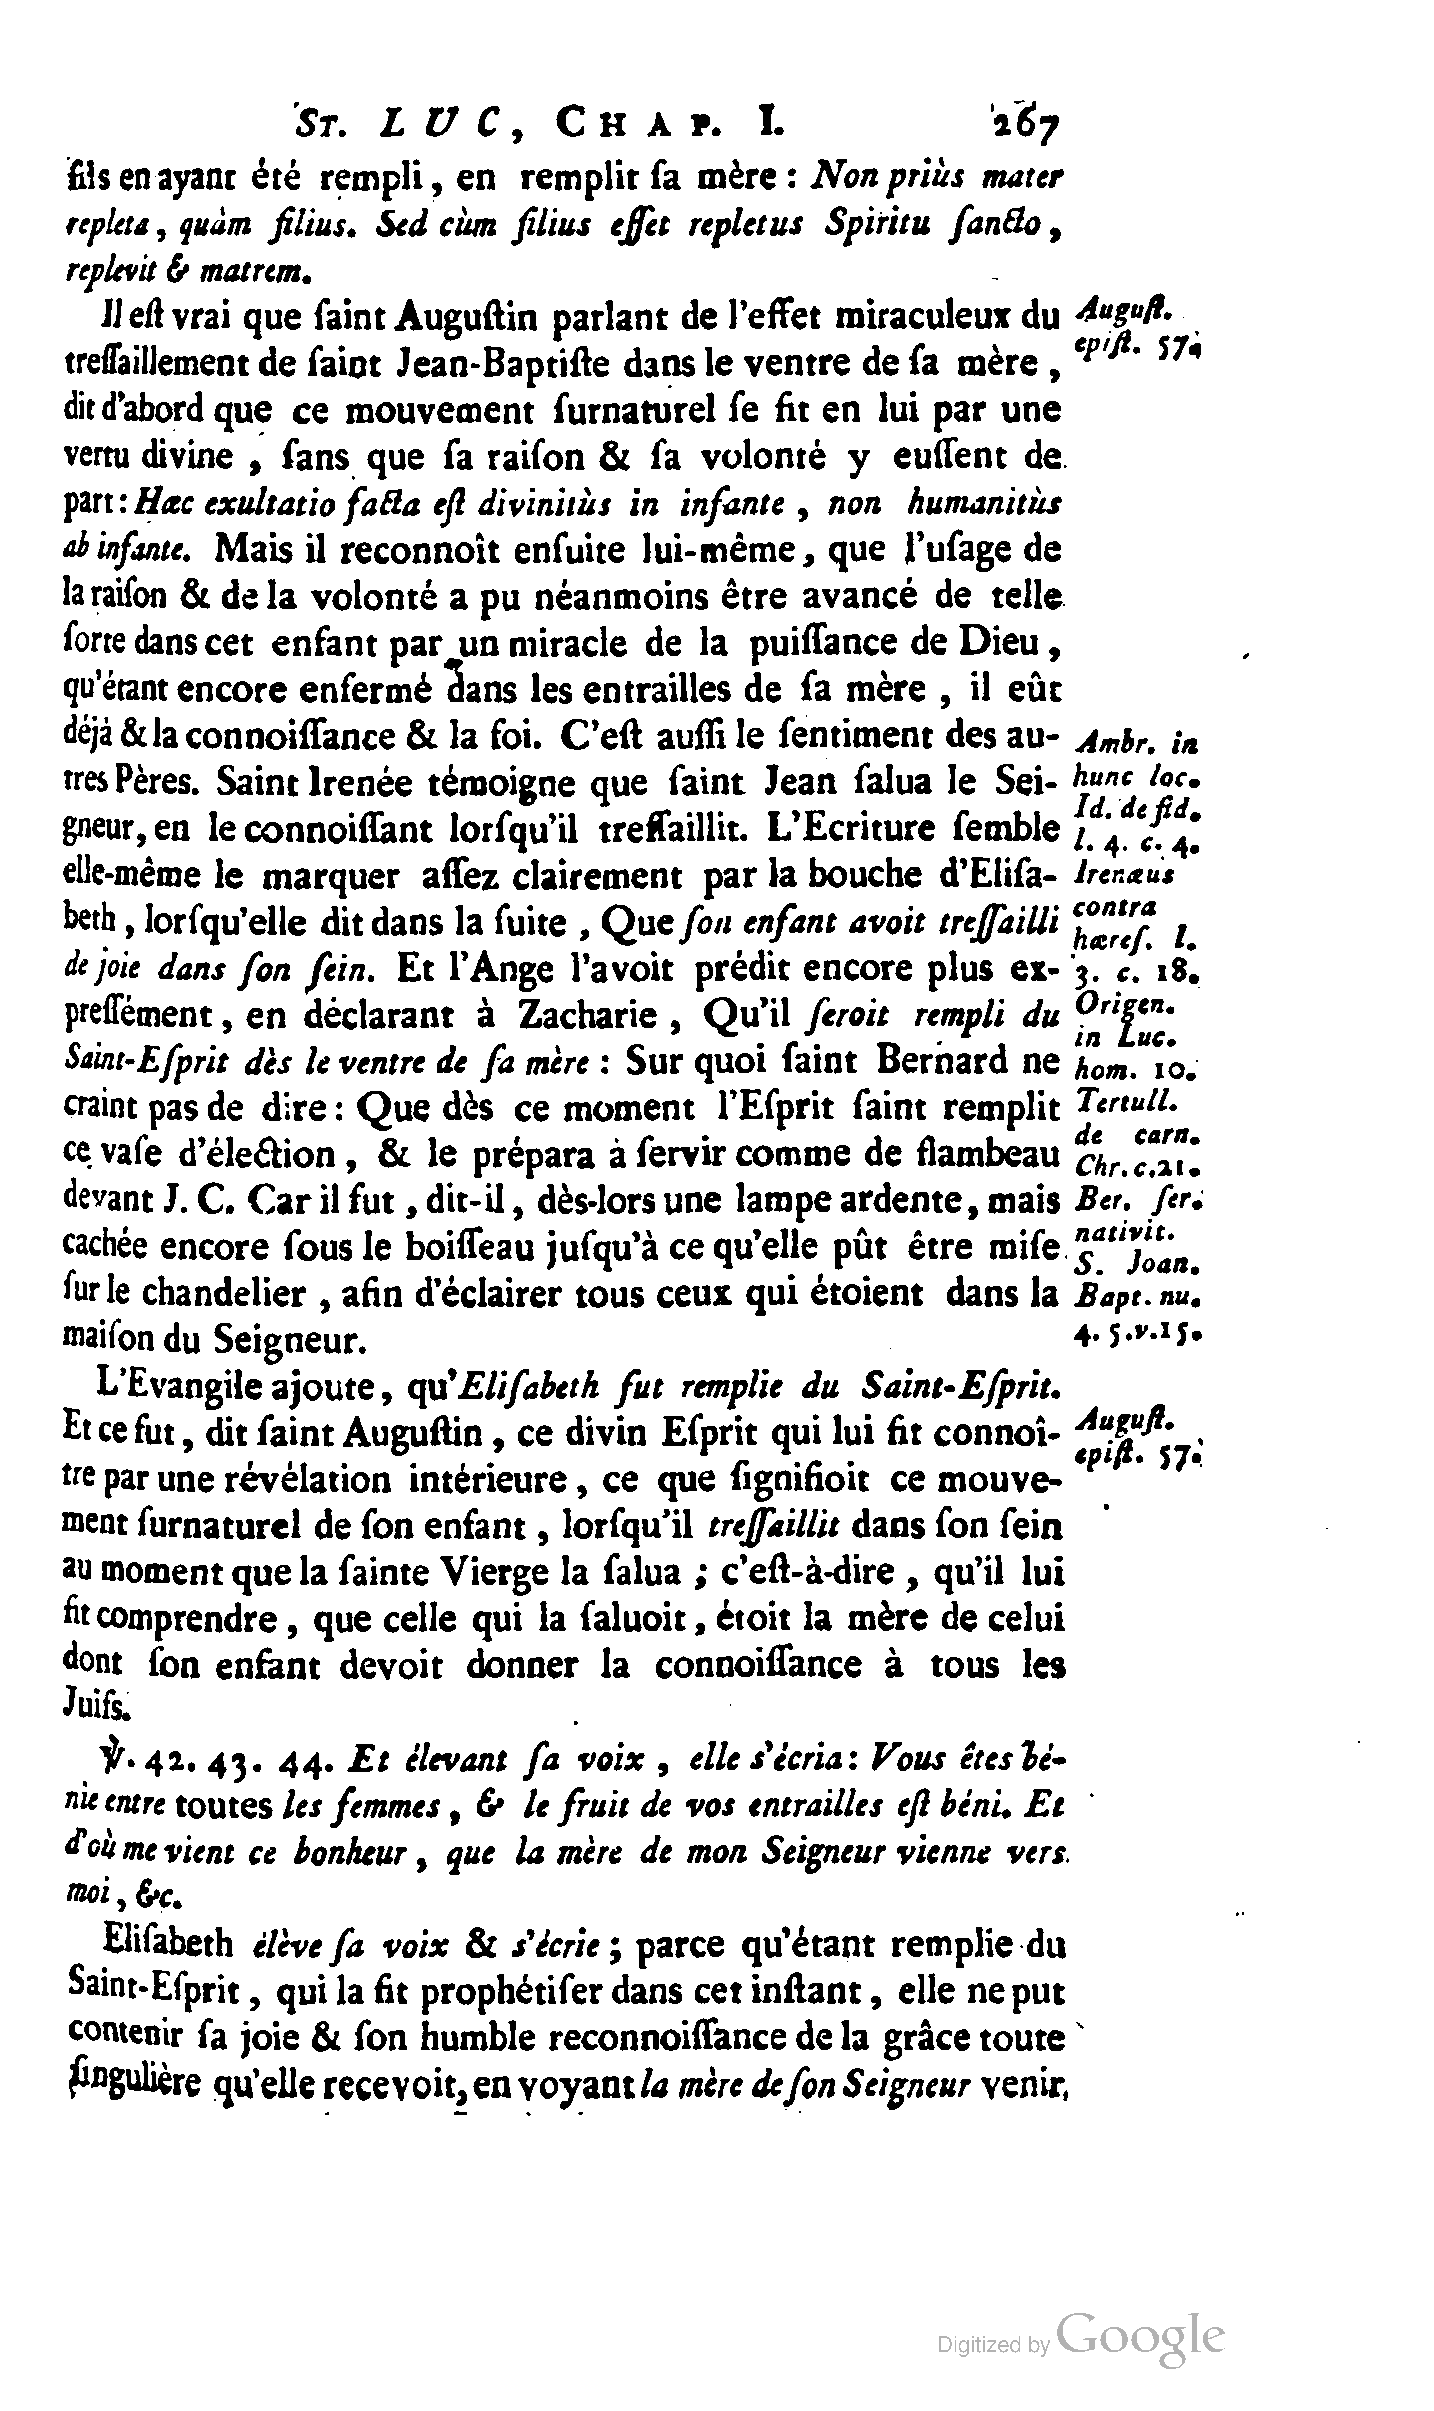 ST. LUC, CHAP. I. 267
fils en ayant été rempli, en remplit ſa mère : Non priùs mater
repleta, quàm filius. Sed cùm filius eſſet repletus Spiritu ſancto,
replevit & matrem.
Il eſt vrai que ſaint Auguſtin parlant de l'effet miraculeux du
treſſaillement de ſaint Jean-Baptiſte dans le ventre de ſa mère,
dit d'abord que ce mouvement ſurnaturel ſe fit en lui par une
vertu divine, ſans que ſa raiſon & ſa volonté y euſſent de
part : Hæc exultatio facta eſt divinitùs in infante, non humanitùs
ab infante. Mais il reconnoît enſuite lui-même, que l'uſage de
la raiſon & de la volonté a pu néanmoins être avancé de telle
ſorte dans cet enfant par un miracle de la puiſſance de Dieu,
qu'étant encore enfermé dans les entrailles de ſa mère, il eût
déjà & la connoiſſance & la foi. C'eſt auſſi le ſentiment des au-
tres Pères. Saint Irenée témoigne que ſaint Jean ſalua le Sei-
gneur, en le connoiſſant lorſqu'il treſſaillit. L'Ecriture ſemble
elle-même le marquer aſſez clairement par la bouche d'Eliſa-
beth, lorſqu'elle dit dans la ſuite, Que ſon enfant avoit treſſailli
de joie dans ſon ſein. Et l'Ange l'avoit prédit encore plus ex-
preſſément, en déclarant à Zacharie, Qu'il ſeroit rempli du
Saint-Eſprit dès le ventre de ſa mère : Sur quoi ſaint Bernard ne
craint pas de dire : Que dès ce moment l'Eſprit ſaint remplit
ce vaſe d'élection, & le prépara à ſervir comme de flambeau
devant J. C. Car il fut, dit-il, dès-lors une lampe ardente, mais
cachée encore ſous le boiſſeau juſqu'à ce qu'elle pût être miſe
ſur le chandelier, afin d'éclairer tous ceux qui étoient dans la
maiſon du Seigneur.
L'Evangile ajoute, qu'Eliſabeth fut remplie du Saint-Eſprit.
Et ce fut, dit ſaint Auguſtin, ce divin Eſprit qui lui fit connoî-
tre par une révélation intérieure, ce que ſignifioit ce mouve-
ment ſurnaturel de ſon enfant, lorſqu'il treſſaillit dans ſon ſein
au moment que la ſainte Vierge la ſalua ; c'eſt-à-dire, qu'il lui
fit comprendre, que celle qui la ſaluoit, étoit la mère de celui
dont ſon enfant devoit donner la connoiſſance à tous les
Juifs.
℣. 42. 43. 44. Et élevant ſa voix, elle s'écria : Vous êtes bé-
nie entre toutes les femmes, & le fruit de vos entrailles eſt béni. Et
d'où me vient ce bonheur, que la mère de mon Seigneur vienne vers
moi, &c.
Eliſabeth élève ſa voix & s'écrie ; parce qu'étant remplie du
Saint-Eſprit, qui la fit prophétiſer dans cet inſtant, elle ne put
contenir ſa joie & ſon humble reconnoiſſance de la grâce toute
ſingulière qu'elle recevoit, en voyant la mère de ſon Seigneur venir
Auguſt.
epiſt. 57.
Ambr. in
hunc loc.
Id. de fid.
l. 4. c. 4.
Irenæus
contra
hæreſ. l.
3. c. 18.
Origen.
in Luc.
hom. 10.
Tertull.
de carn.
Chr. c. 21.
Ber. ſer.
nativit.
S. Joan.
Bapt. nu.
4. 5. v. 15.
Auguſt.
epiſt. 57.
Digitized by Google